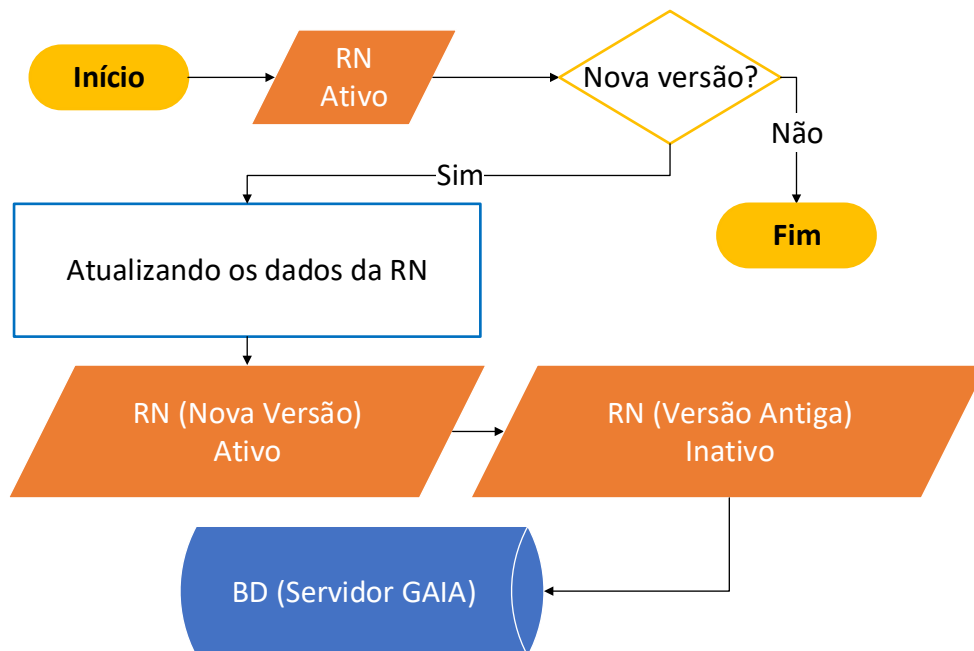 Início
RN
Ativo
Nova versão?
Não
Sim
Fim
Atualizando os dados da RN
RN (Nova Versão)
Ativo
RN (Versão Antiga)
Inativo
BD (Servidor GAIA)